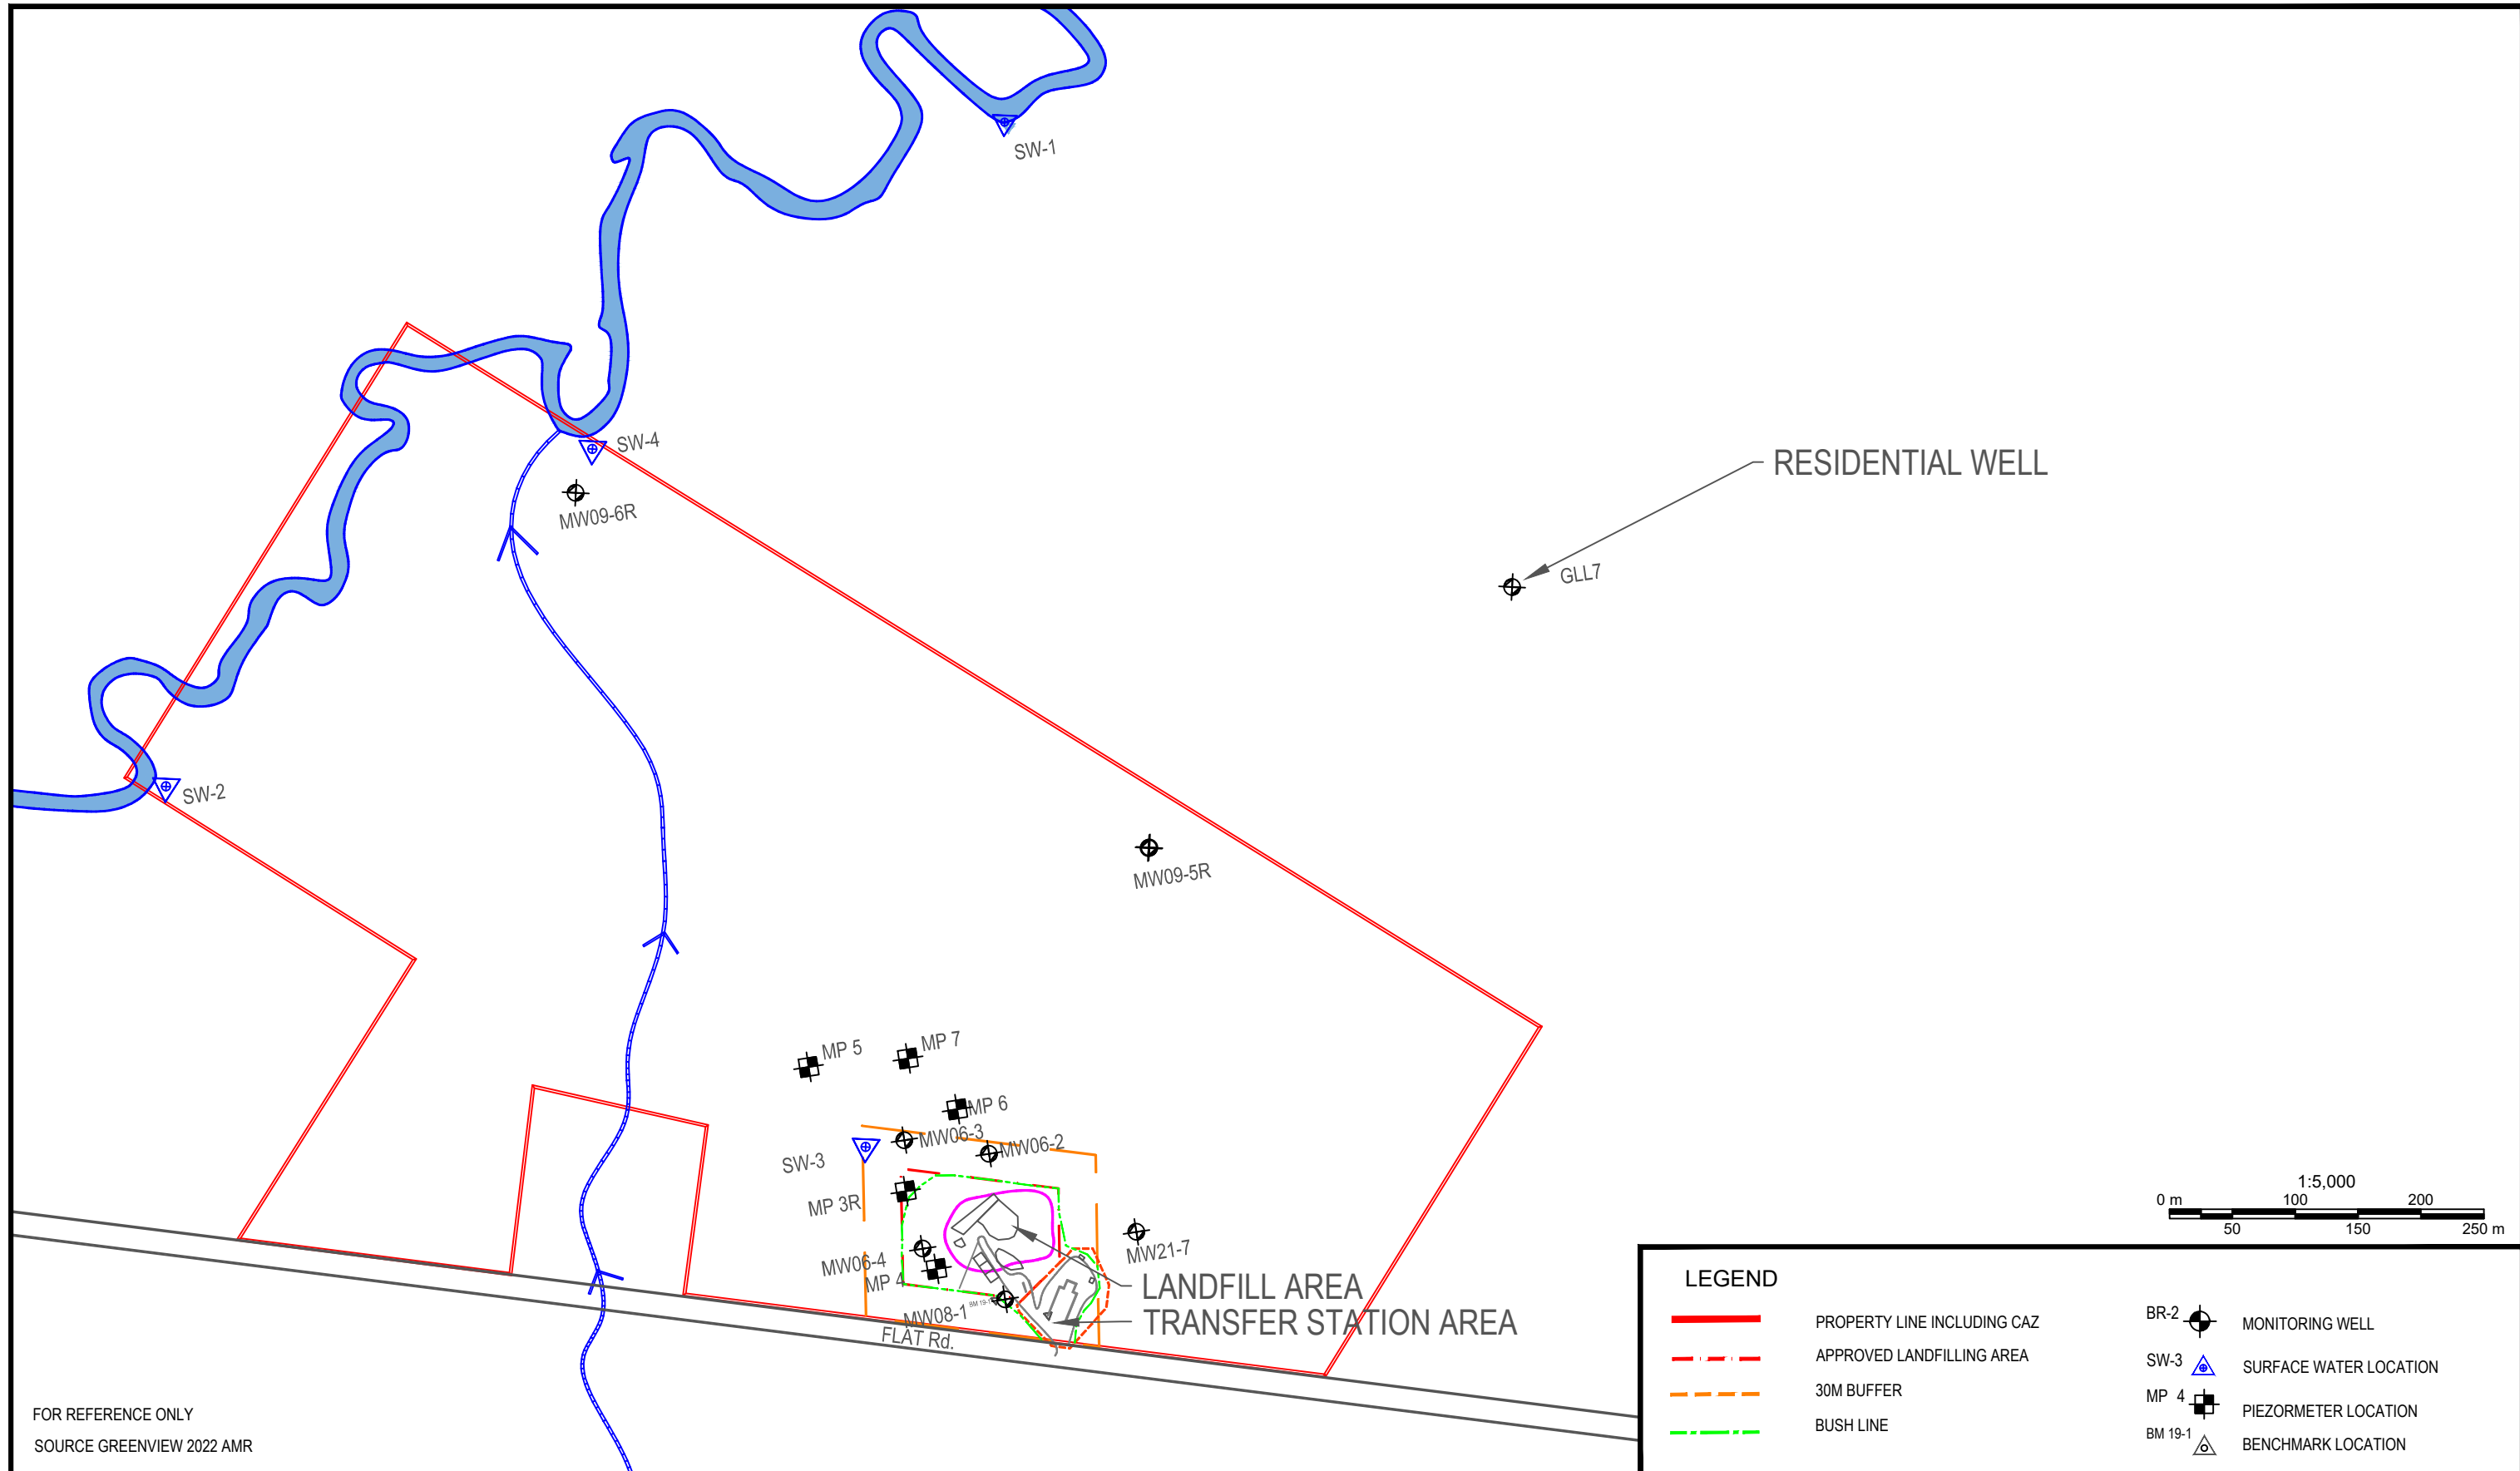 SW-1
SW-4
RESIDENTIAL WELL
MW09-6R
GLL7
SW-2
MW09-5R
MP 5
MP 7
MP 6
MW06-3
MW06-2
SW-3
MP 3R
MW21-7
MW06-4
MP 4
LANDFILL AREA
MW08-1
TRANSFER STATION AREA
FLAT Rd.
1:5,000
0 m
100
200
50
150
250 m
FOR REFERENCE ONLY
SOURCE GREENVIEW 2022 AMR
LEGEND
PROPERTY LINE INCLUDING CAZ
APPROVED LANDFILLING AREA
30M BUFFER
BUSH LINE
BR-2
MONITORING WELL
SW-3
SURFACE WATER LOCATION
MP 4
PIEZORMETER LOCATION
BM 19-1
BENCHMARK LOCATION